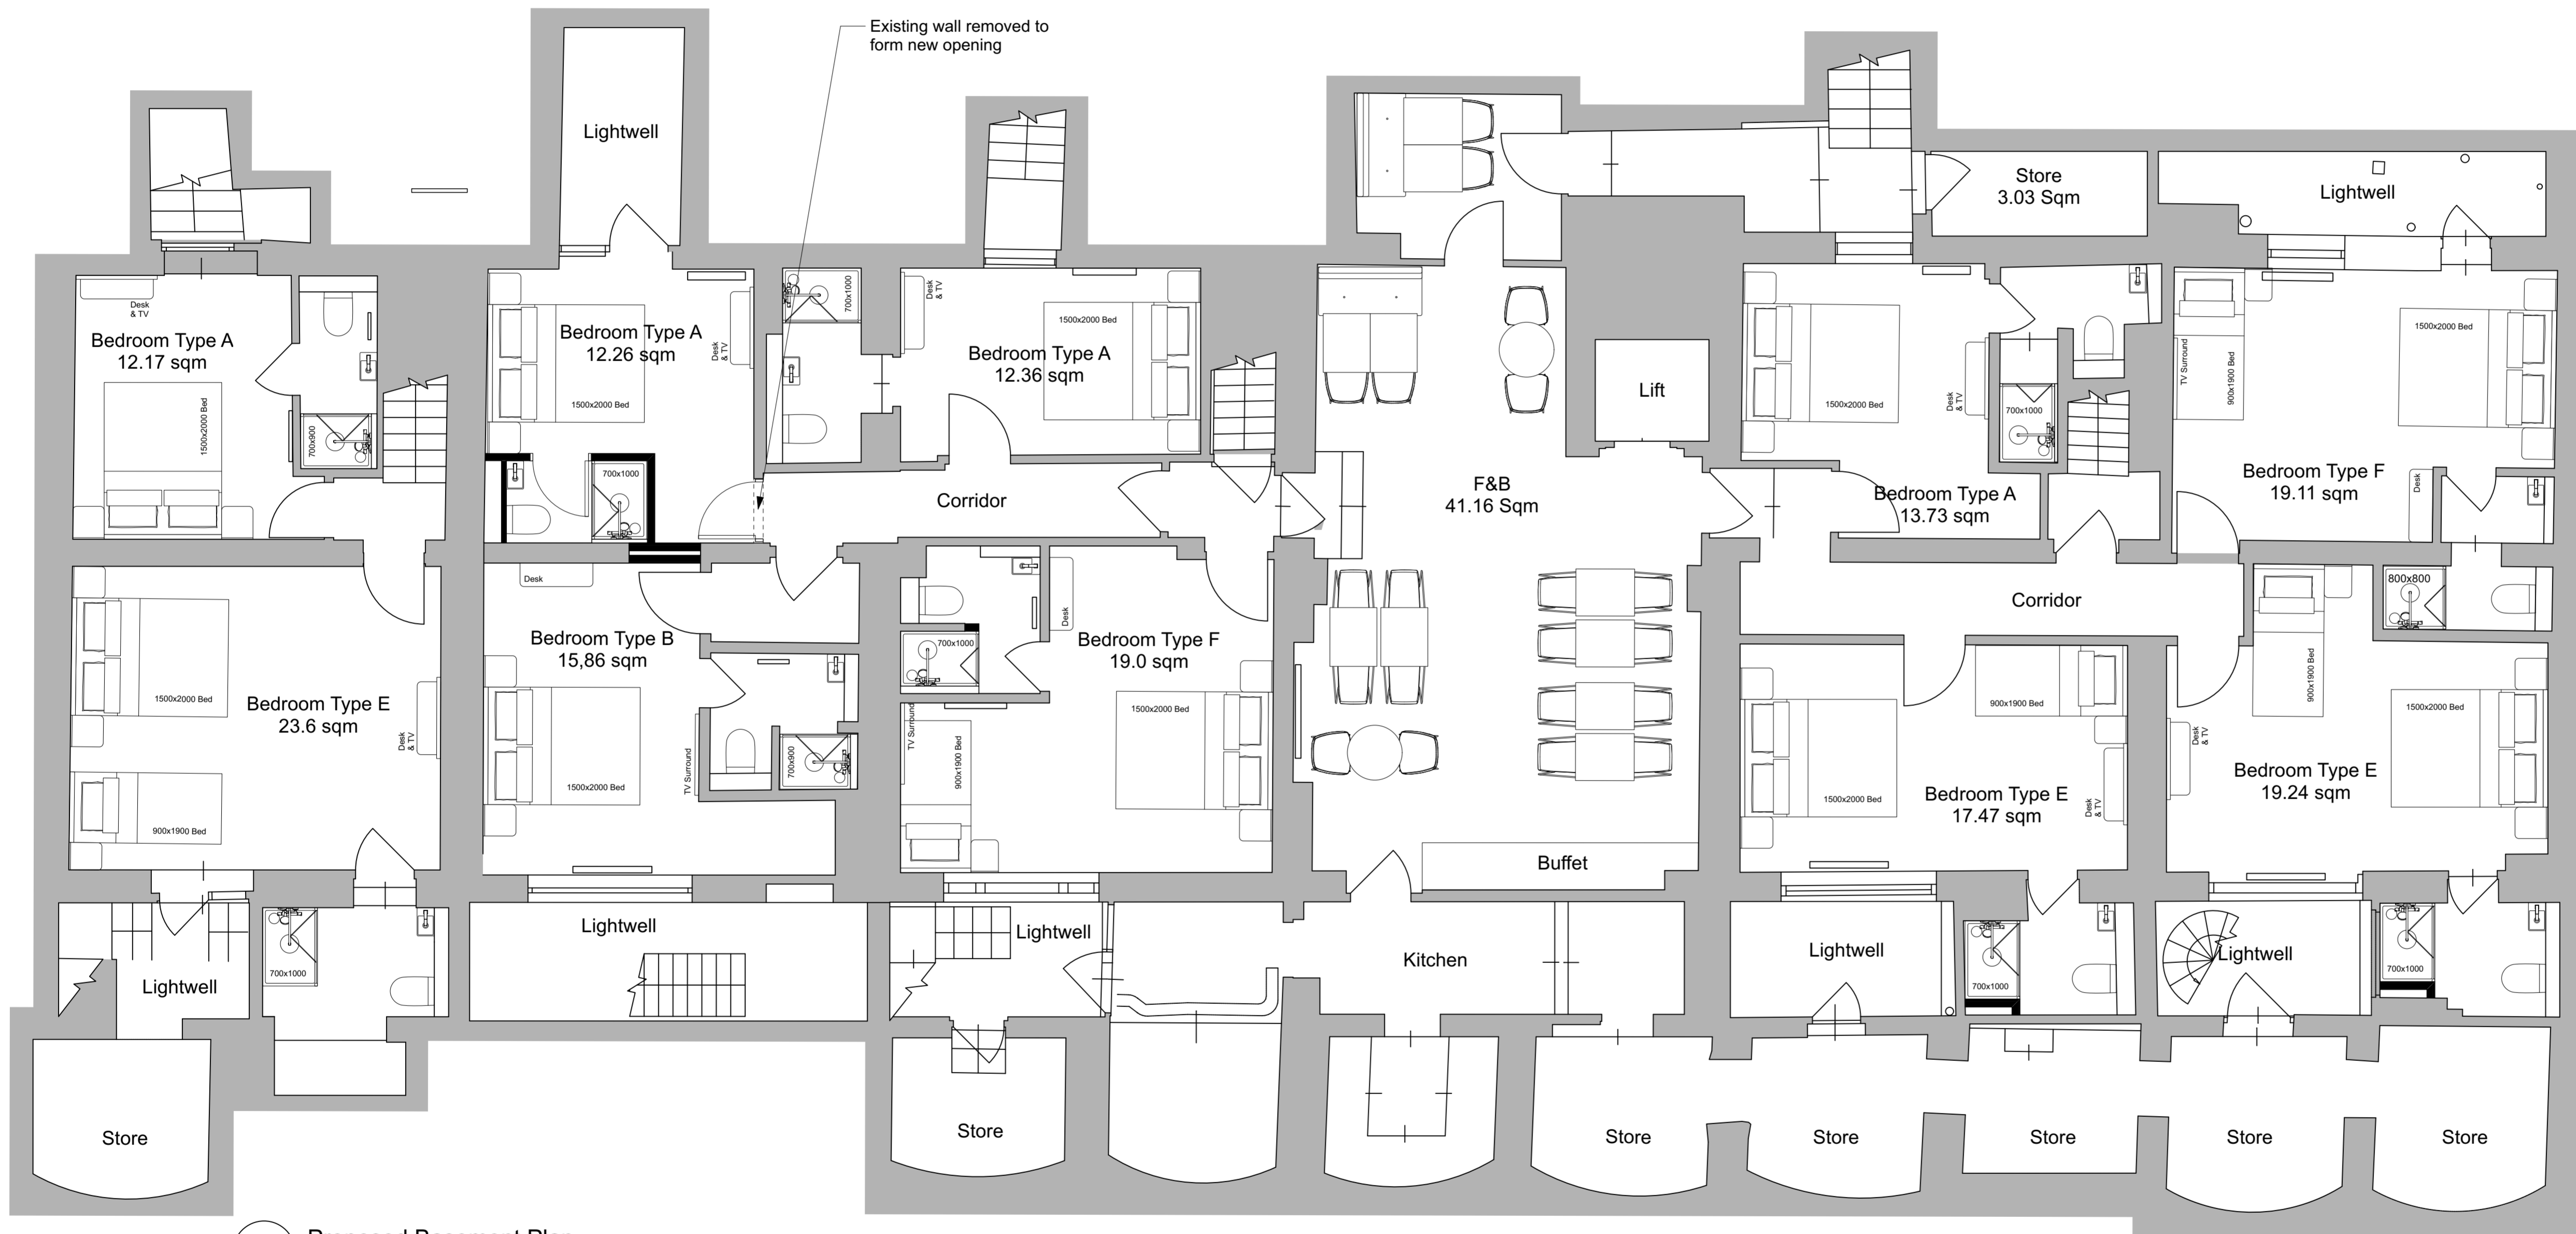 Existing wall removed to
form new opening
Lightwell
Store
3.03 Sqm
Lightwell
Desk
& TV
Bedroom Type A
12.17 sqm
1500x2000 Bed
700x900
Bedroom Type A
12.26 sqm
Desk
& TV
1500x2000 Bed
700x1000
700x1000
Desk
& TV
1500x2000 Bed
Bedroom Type A
12.36 sqm
Corridor
F&B
41.16 Sqm
Lift
1500x2000 Bed
Desk
& TV
700x1000
Bedroom Type A
13.73 sqm
TV Surround
900x1900 Bed
1500x2000 Bed
Bedroom Type F
19.11 sqm
Desk
1500x2000 Bed
Bedroom Type E
23.6 sqm
Desk
& TV
900x1900 Bed
Desk
Bedroom Type B
15,86 sqm
1500x2000 Bed
TV Surround
700x900
700x1000
Desk
Bedroom Type F
19.0 sqm
TV Surround
900x1900 Bed
1500x2000 Bed
Buffet
Corridor
800x800
1500x2000 Bed
900x1900 Bed
Bedroom Type E
17.47 sqm
Desk
& TV
900x1900 Bed
Desk
& TV
1500x2000 Bed
Bedroom Type E
19.24 sqm
Lightwell
700x1000
Lightwell
Lightwell
Kitchen
Lightwell
700x1000
Lightwell
700x1000
Store
Store
Store
Store
Store
Store
Store
Proposed Basement Plan